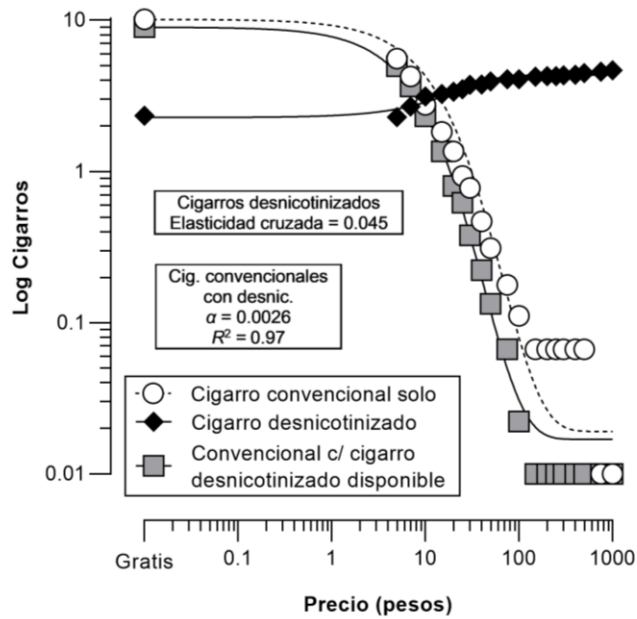 10
1
0.1
0.01
Log Cigarros
Cigarros desnicotinizados
Elasticidad cruzada = 0.045
Cig. convencionales
con desnic.
α = 0.0026
R² = 0.97
Cigarro convencional solo
Cigarro desnicotinizado
Convencional c/ cigarro
desnicotinizado disponible
Gratis 0.1 1 10 100 1000
Precio (pesos)